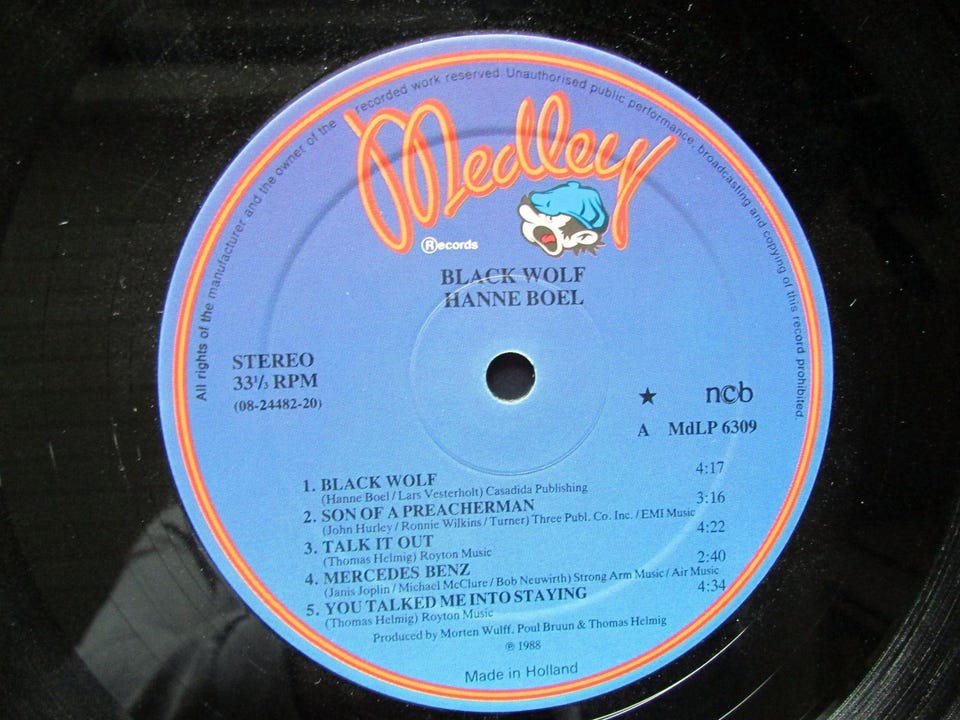 All rights of the manufacturer and the owner of the recorded work reserved. Unauthorised public performance, broadcasting and copying of this record prohibited.
Medley
Records
BLACK WOLF
HANNE BOEL
STEREO
33⅓ RPM
(08-24482-20)
★ ncb
A MdLP 6309
1. BLACK WOLF 4:17
(Hanne Boel / Lars Vesterholt) Casadida Publishing
2. SON OF A PREACHERMAN 3:16
(John Hurley / Ronnie Wilkins / Turner) Three Publ. Co. Inc. / EMI Music
3. TALK IT OUT 4:22
(Thomas Helmig) Royton Music
4. MERCEDES BENZ 2:40
(Janis Joplin / Michael McClure / Bob Neuwirth) Strong Arm Music / Air Music
5. YOU TALKED ME INTO STAYING 4:34
(Thomas Helmig) Royton Music
Produced by Morten Wulff, Poul Bruun & Thomas Helmig
℗ 1988
Made in Holland